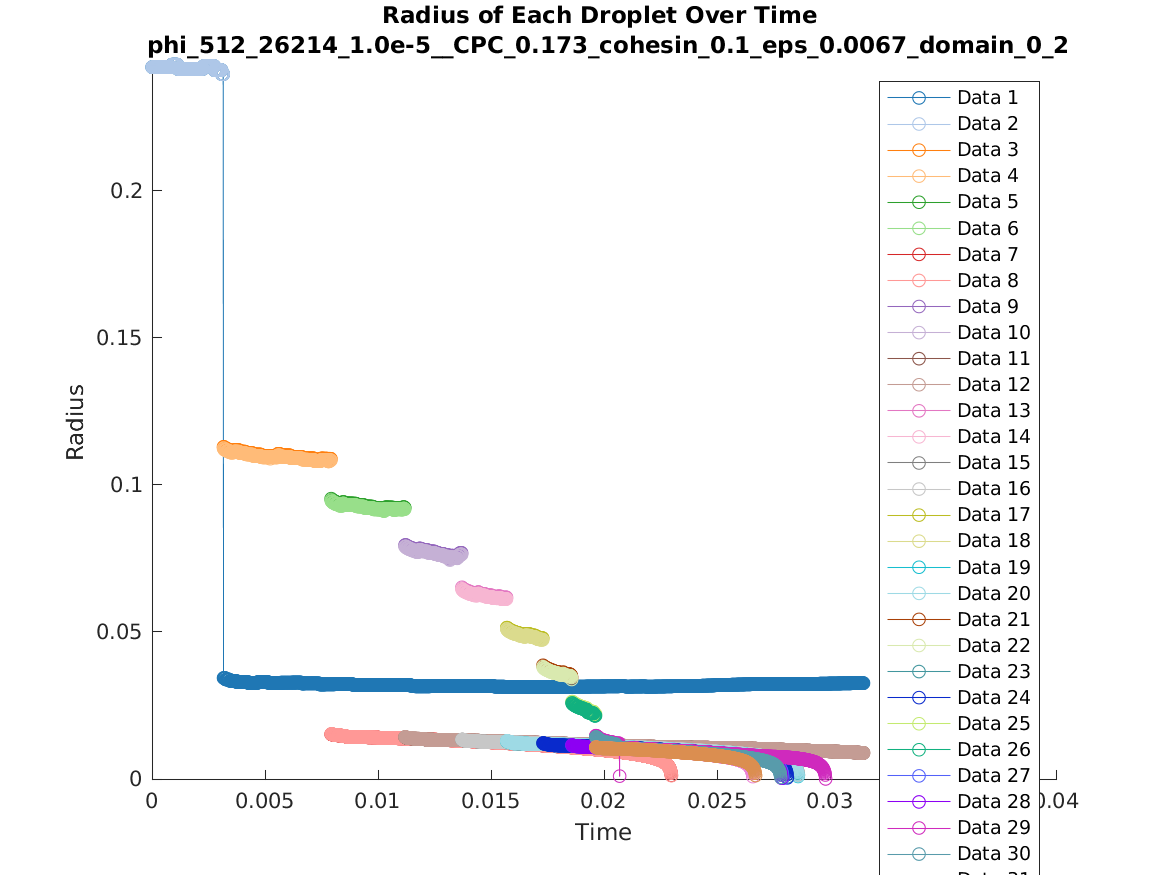 Radius of Each Droplet Over Time
phi_512_26214_1.0e-5__CPC_0.173_cohesin_0.1_eps_0.0067_domain_0_2
0.2
0.15
0.1
0.05
0
Radius
0
0.005
0.01
0.015
0.02
0.025
0.03
0.04
Time
Data 1
Data 2
Data 3
Data 4
Data 5
Data 6
Data 7
Data 8
Data 9
Data 10
Data 11
Data 12
Data 13
Data 14
Data 15
Data 16
Data 17
Data 18
Data 19
Data 20
Data 21
Data 22
Data 23
Data 24
Data 25
Data 26
Data 27
Data 28
Data 29
Data 30
Data 31